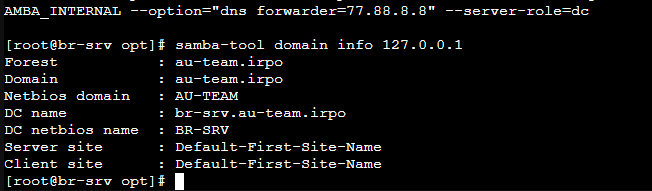 AMBA_INTERNAL --option="dns forwarder=77.88.8.8" --server-role=dc
[root@br-srv opt]# samba-tool domain info 127.0.0.1
Forest           : au-team.irpo
Domain           : au-team.irpo
Netbios domain   : AU-TEAM
DC name          : br-srv.au-team.irpo
DC netbios name  : BR-SRV
Server site      : Default-First-Site-Name
Client site      : Default-First-Site-Name
[root@br-srv opt]#